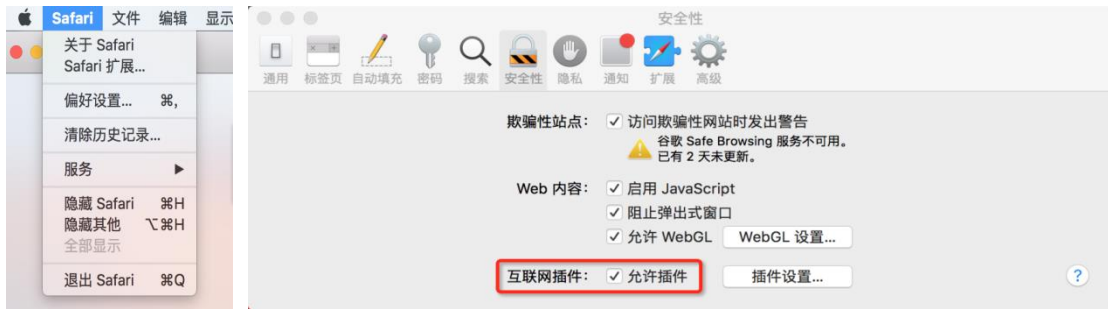 Safari 文件 编辑 显示
关于 Safari
Safari 扩展...
偏好设置... ⌘,
清除历史记录...
服务 ▶
隐藏 Safari ⌘H
隐藏其他 ⌥⌘H
全部显示
退出 Safari ⌘Q
安全性
通用 标签页 自动填充 密码 搜索 安全性 隐私 通知 扩展 高级
欺骗性站点： 访问欺骗性网站时发出警告
谷歌 Safe Browsing 服务不可用。
已有 2 天未更新。
Web 内容： 启用 JavaScript
阻止弹出式窗口
允许 WebGL WebGL 设置...
互联网插件： 允许插件 插件设置... ?